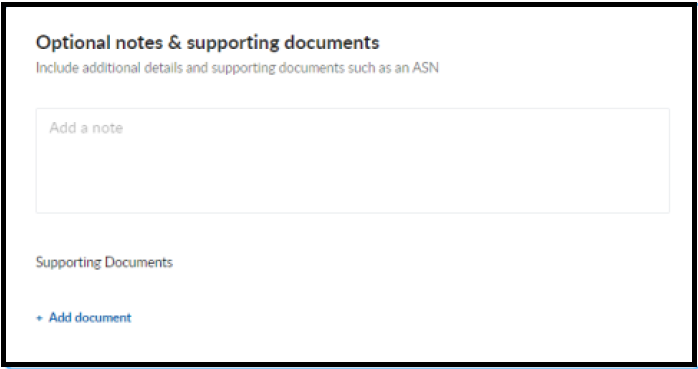 Optional notes & supporting documents
Include additional details and supporting documents such as an ASN
Add a note
Supporting Documents
+ Add document